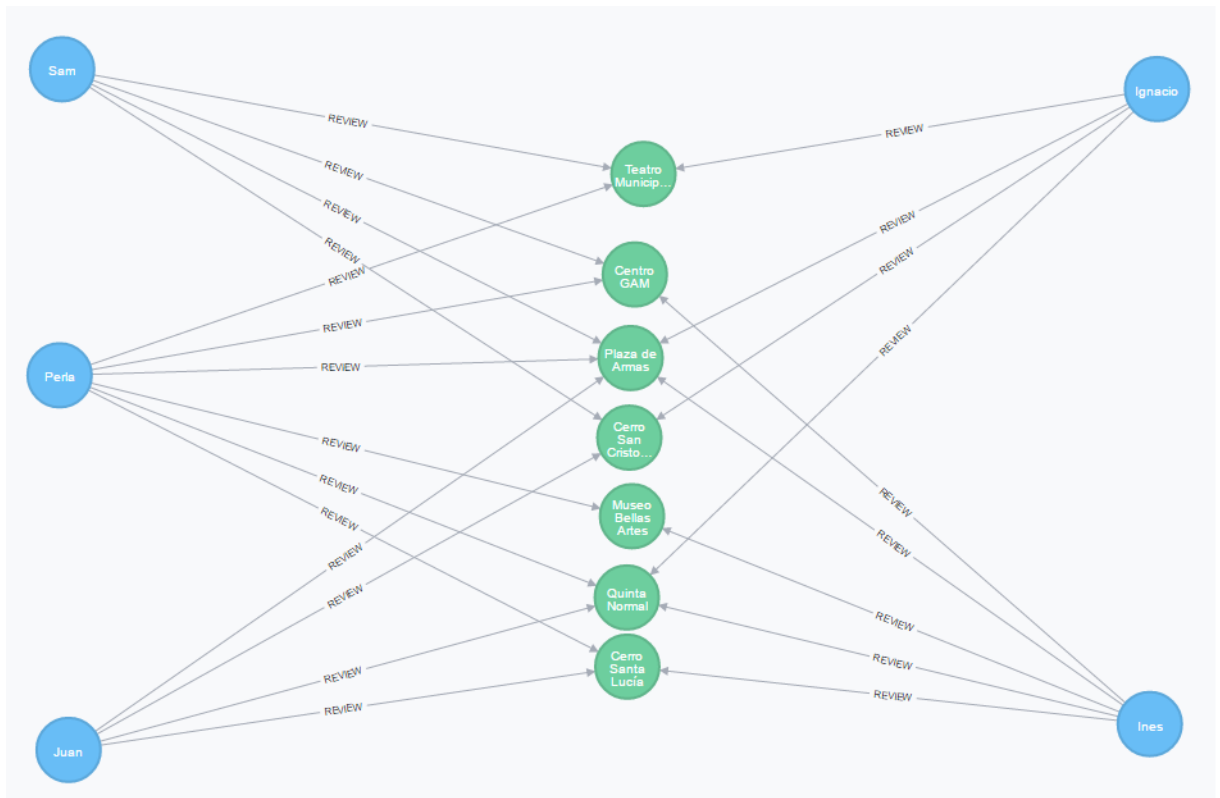 Sam
Ignacio
REVIEW
REVIEW
Teatro
Municip...
REVIEW
REVIEW
REVIEW
REVIEW
REVIEW
REVIEW
Centro
GAM
REVIEW
REVIEW
Plaza de
Armas
REVIEW
Perla
Cerro
San
Cristo...
REVIEW
REVIEW
REVIEW
REVIEW
Museo
Bellas
Artes
REVIEW
REVIEW
REVIEW
Quinta
Normal
REVIEW
REVIEW
Cerro
Santa
Lucía
REVIEW
REVIEW
REVIEW
Juan
Ines